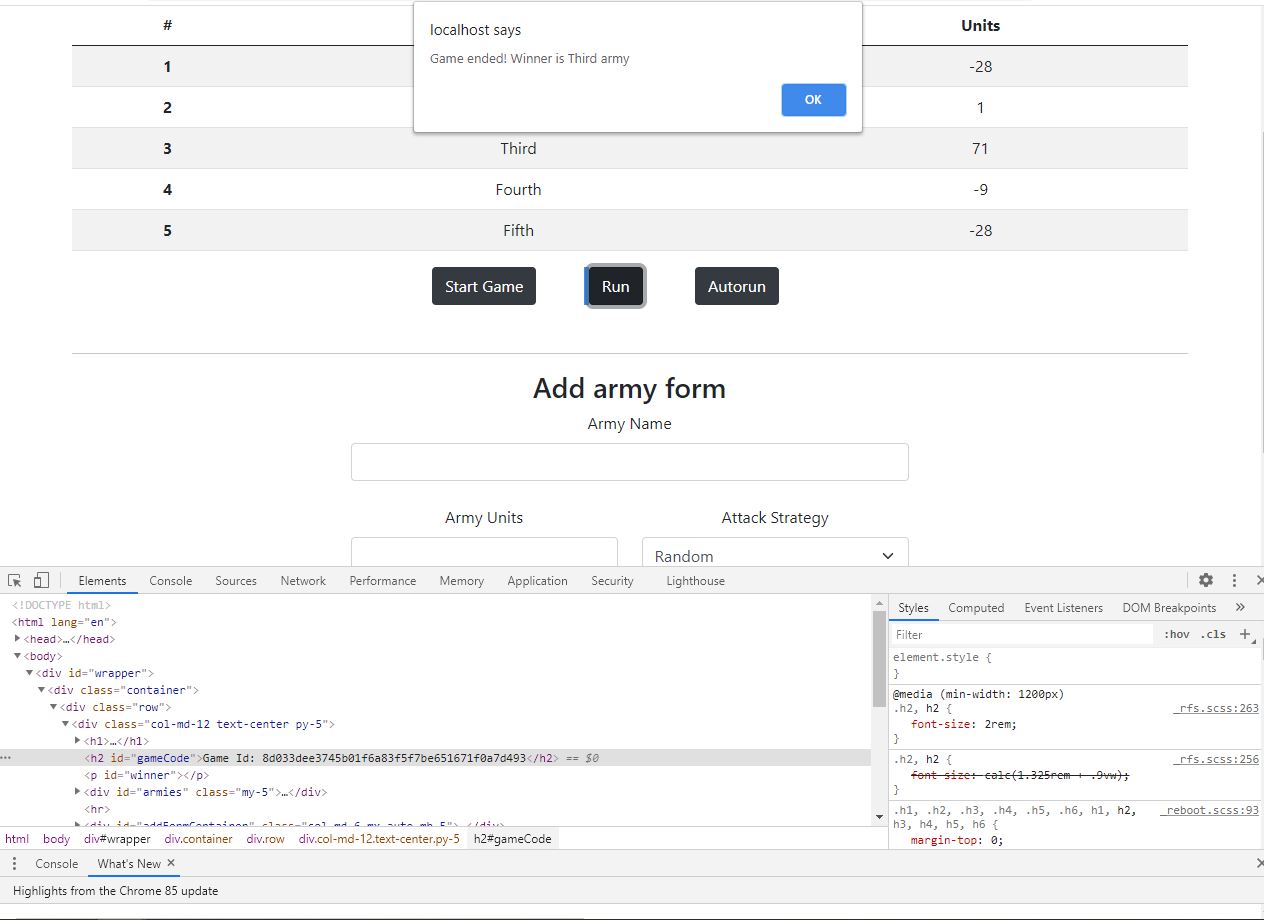 # Units
localhost says
Game ended! Winner is Third army
OK
1 -28
2 1
3 Third 71
4 Fourth -9
5 Fifth -28
Start Game Run Autorun
Add army form
Army Name
Army Units Attack Strategy
Random
Elements Console Sources Network Performance Memory Application Security Lighthouse
<!DOCTYPE html>
<html lang="en">
<head>…</head>
<body>
<div id="wrapper">
<div class="container">
<div class="row">
<div class="col-md-12 text-center py-5">
<h1>…</h1>
<h2 id="gameCode">Game Id: 8d033dee3745b01f6a83f5f7be651671f0a7d493</h2> == $0
<p id="winner"></p>
<div id="armies" class="my-5">…</div>
<hr>
<div id="addFormContainer" class="col-md-6 mx-auto mb-5">…</div>
html body div#wrapper div.container div.row div.col-md-12.text-center.py-5 h2#gameCode
Styles Computed Event Listeners DOM Breakpoints »
Filter :hov .cls +
element.style {
}
@media (min-width: 1200px)
.h2, h2 { _rfs.scss:263
font-size: 2rem;
}
.h2, h2 { _rfs.scss:256
font-size: calc(1.325rem + .9vw);
}
.h1, .h2, .h3, .h4, .h5, .h6, h1, h2, _reboot.scss:93
h3, h4, h5, h6 {
margin-top: 0;
Console What's New
Highlights from the Chrome 85 update